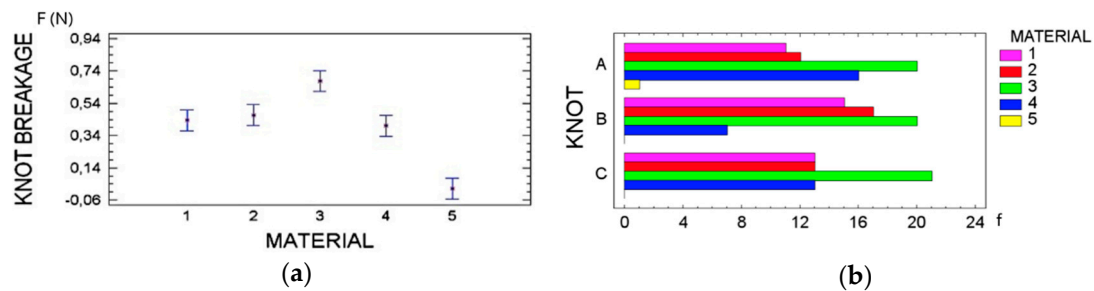 F (N)
KNOT BREAKAGE
0,94
0,74
0,54
0,34
0,14
-0,06
1 2 3 4 5
MATERIAL
(a)
KNOT
A
B
C
0 4 8 12 16 20 24 f
MATERIAL
1
2
3
4
5
(b)